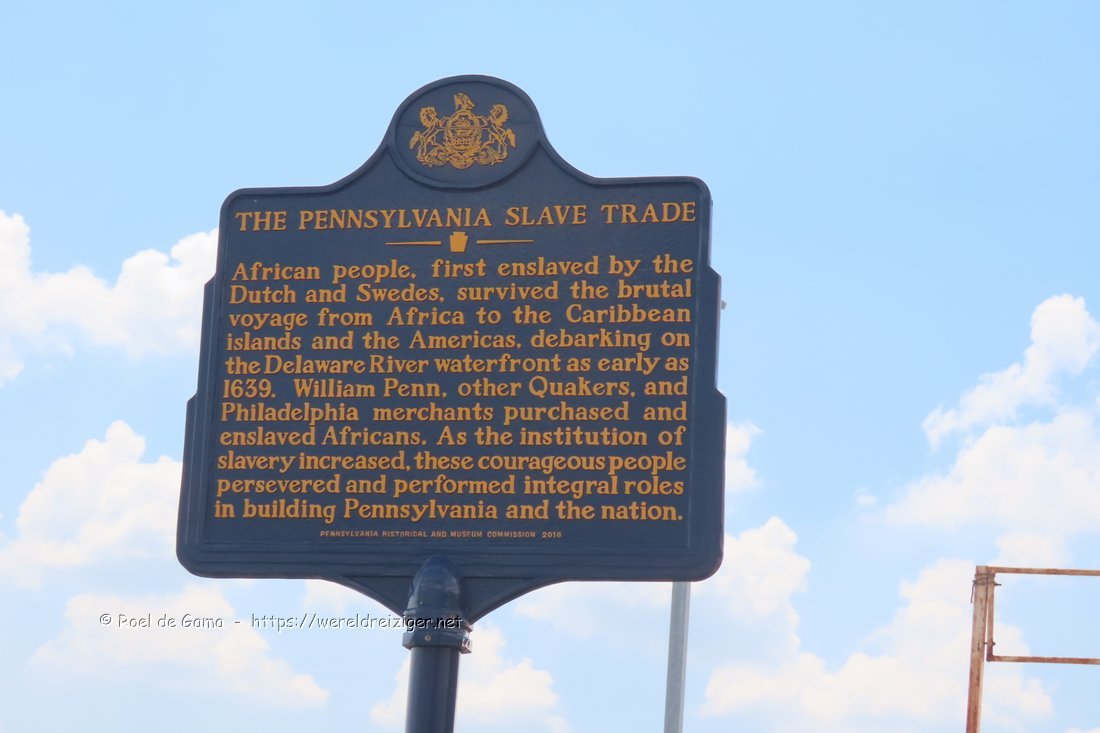 THE PENNSYLVANIA SLAVE TRADE
African people, first enslaved by the
Dutch and Swedes, survived the brutal
voyage from Africa to the Caribbean
islands and the Americas, debarking on
the Delaware River waterfront as early as
1639. William Penn, other Quakers, and
Philadelphia merchants purchased and
enslaved Africans. As the institution of
slavery increased, these courageous people
persevered and performed integral roles
in building Pennsylvania and the nation.
PENNSYLVANIA HISTORICAL AND MUSEUM COMMISSION 2016
© Roel de Gama - https://wereldreiziger.net